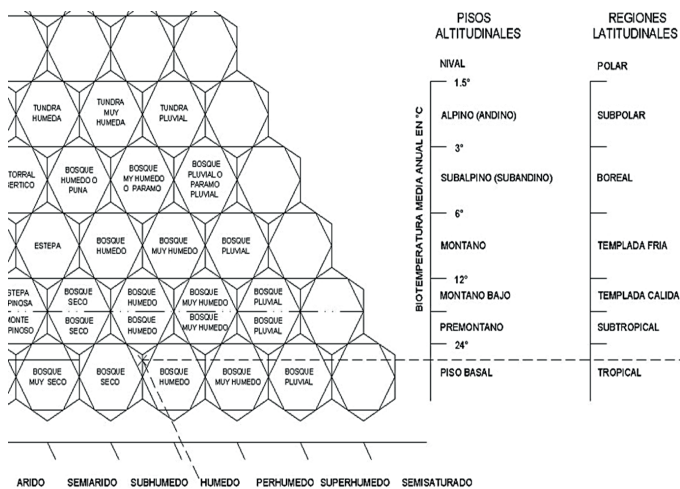 PISOS
ALTITUDINALES
REGIONES
LATITUDINALES
NIVAL
POLAR
1.5°
TUNDRA
HUMEDA
TUNDRA
MUY
HUMEDA
TUNDRA
PLUVIAL
ALPINO (ANDINO)
SUBPOLAR
3°
TORRAL
SERTICO
BOSQUE
HUMEDO O
PUNA
BOSQUE
MY HUMEDO
O PARAMO
BOSQUE
PLUVIAL O
PARAMO
PLUVIAL
SUBALPINO (SUBANDINO)
BOREAL
6°
ESTEPA
BOSQUE
HUMEDO
BOSQUE
MUY HUMEDO
BOSQUE
PLUVIAL
MONTANO
TEMPLADA FRIA
12°
STEPA
PINOSA
BOSQUE
SECO
BOSQUE
HUMEDO
BOSQUE
MUY HUMEDO
BOSQUE
PLUVIAL
MONTANO BAJO
TEMPLADA CALIDA
MONTE
PINOSO
BOSQUE
SECO
BOSQUE
HUMEDO
BOSQUE
MUY HUMEDO
BOSQUE
PLUVIAL
PREMONTANO
SUBTROPICAL
24°
BOSQUE
MUY SECO
BOSQUE
SECO
BOSQUE
HUMEDO
BOSQUE
MUY HUMEDO
BOSQUE
PLUVIAL
PISO BASAL
TROPICAL
BIOTEMPERATURA MEDIA ANUAL EN °C
ARIDO SEMIARIDO SUBHUMEDO HUMEDO PERHUMEDO SUPERHUMEDO SEMISATURADO